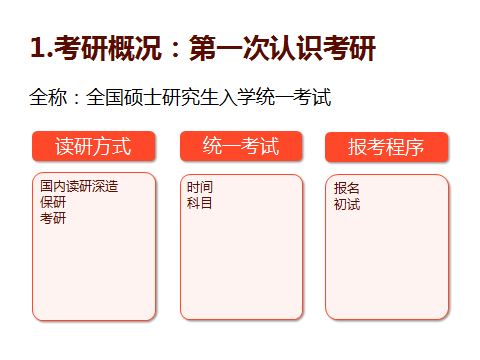 1.考研概况：第一次认识考研
全称：全国硕士研究生入学统一考试
读研方式
国内读研深造
保研
考研
统一考试
时间
科目
报考程序
报名
初试